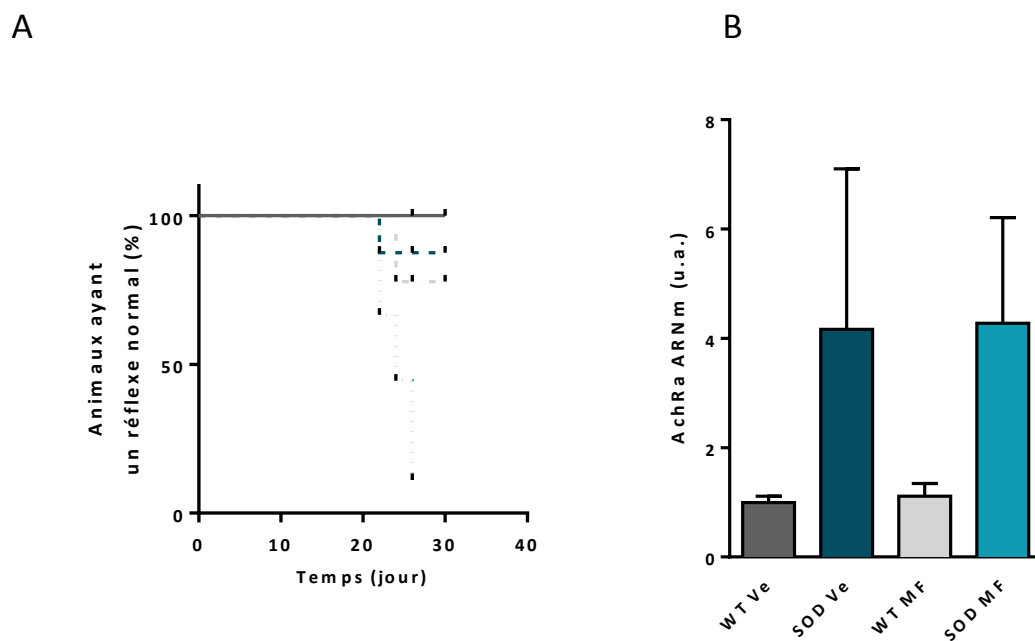 A
B
Animaux ayant
un réflexe normal (%)
100
50
0
0 10 20 30 40
Temps (jour)
AchRa ARNm (u.a.)
8
6
4
2
0
WT Ve
SOD Ve
WT MF
SOD MF